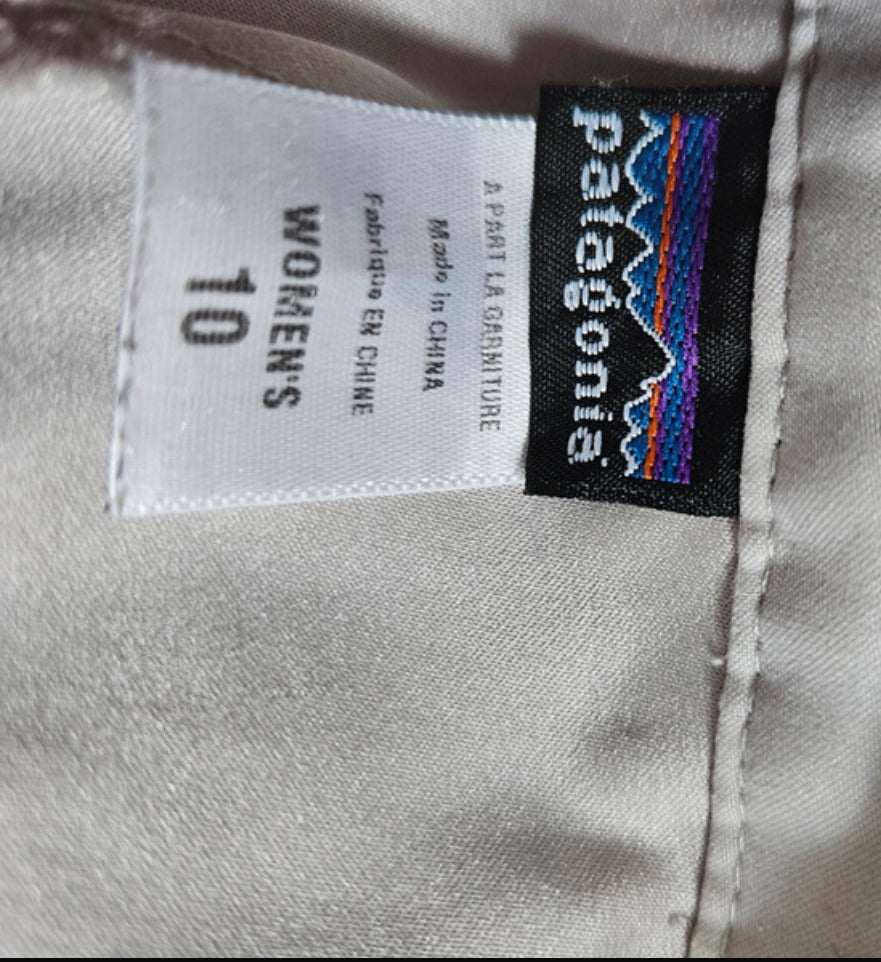 patagonia
A PART LA GARNITURE
Made in CHINA
Fabriqué EN CHINE
WOMEN'S
10